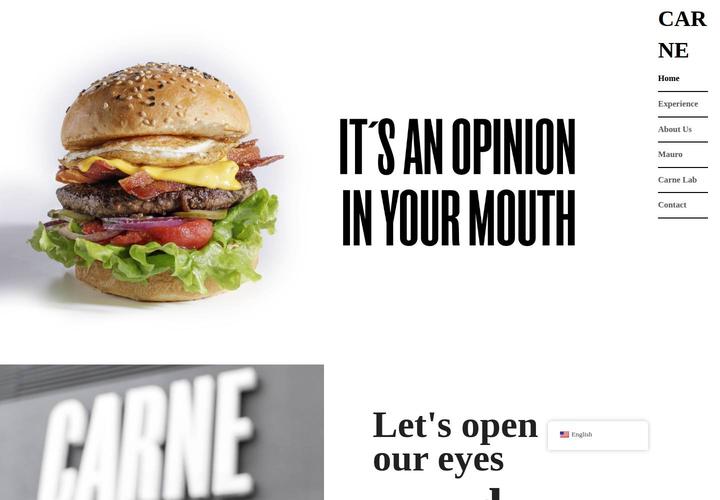 CAR
NE
Home
Experience
About Us
Mauro
Carne Lab
Contact
IT´S AN OPINION
IN YOUR MOUTH
CARNE
Let's open
our eyes
English